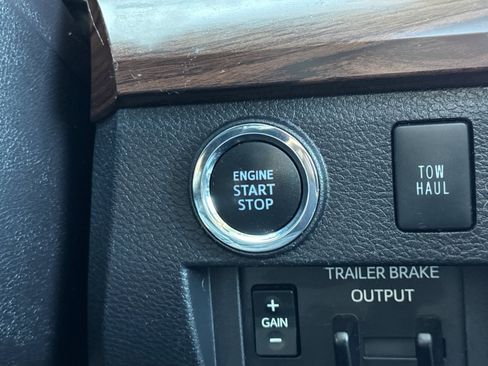 ENGINE
START
STOP
TOW
HAUL
TRAILER BRAKE
OUTPUT
+
GAIN
-